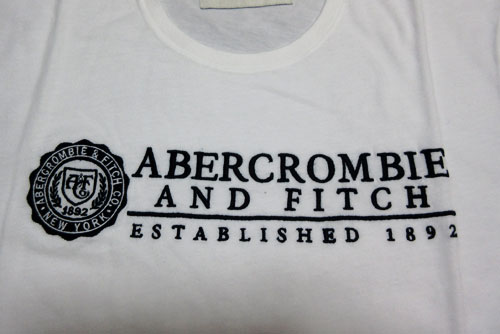 ABERCROMBIE & FITCH CO.
A&F
1892
NEW YORK
ABERCROMBIE
AND FITCH
ESTABLISHED 1892